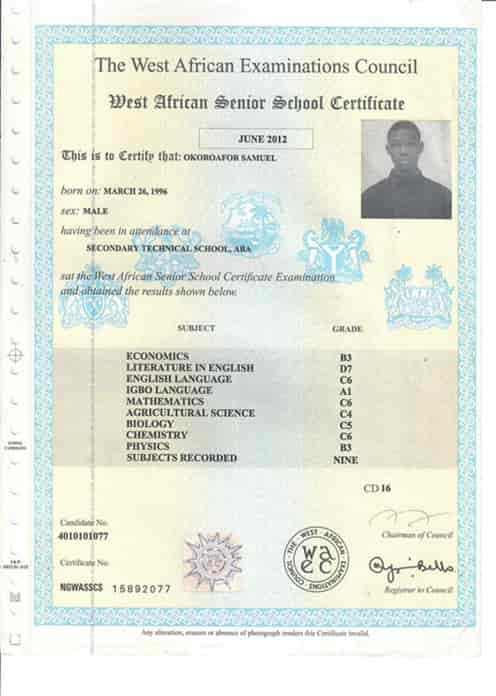 The West African Examinations Council
West African Senior School Certificate
JUNE 2012
This is to Certify that: OKOROAFOR SAMUEL
born on: MARCH 26, 1996
sex: MALE
having been in attendance at
SECONDARY TECHNICAL SCHOOL, ABA
sat the West African Senior School Certificate Examination
and obtained the results shown below.
SUBJECT GRADE
ECONOMICS B3
LITERATURE IN ENGLISH D7
ENGLISH LANGUAGE C6
IGBO LANGUAGE A1
MATHEMATICS C6
AGRICULTURAL SCIENCE C4
BIOLOGY C5
CHEMISTRY C6
PHYSICS B3
SUBJECTS RECORDED NINE
CD 16
Candidate No.
4010101077
Chairman of Council
Certificate No.
NGWASSCS 15892077
THE WEST AFRICAN EXAMINATIONS COUNCIL
waec
Registrar to Council
Any alteration, erasure or absence of photograph renders this Certificate invalid.